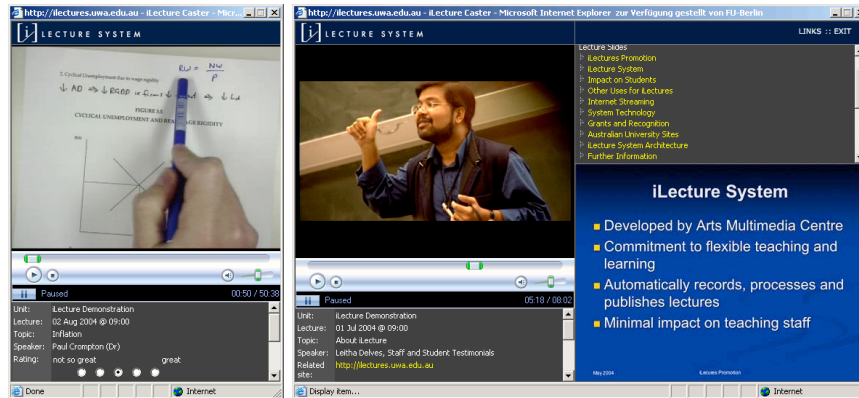 http://ilectures.uwa.edu.au - iLecture Caster - Micr...
[i] LECTURE SYSTEM
RW = NW
P
2. Cyclical Unemployment due to wage rigidity
FIGURE 3.8
CYCLICAL UNEMPLOYMENT AND REAL WAGE RIGIDITY
Paused
00:50 / 50:38
Unit: iLecture Demonstration
Lecture: 02 Aug 2004 @ 09:00
Topic: Inflation
Speaker: Paul Crompton (Dr)
Rating: not so great great
Done
Internet
http://ilectures.uwa.edu.au - iLecture Caster - Microsoft Internet Explorer zur Verfügung gestellt von FU-Berlin
[i] LECTURE SYSTEM
LINKS :: EXIT
Paused
05:18 / 08:02
Unit: iLecture Demonstration
Lecture: 01 Jul 2004 @ 09:00
Topic: About iLecture
Speaker: Leitha Delves, Staff and Student Testimonials
Related http://ilectures.uwa.edu.au
site:
Lecture Slides
iLectures Promotion
iLecture System
Impact on Students
Other Uses for iLectures
Internet Streaming
System Technology
Grants and Recognition
Australian University Sites
iLecture System Architecture
Further Information
iLecture System
Developed by Arts Multimedia Centre
Commitment to flexible teaching and
learning
Automatically records, processes and
publishes lectures
Minimal impact on teaching staff
May 2004
iLectures Promotion
Display item...
Internet